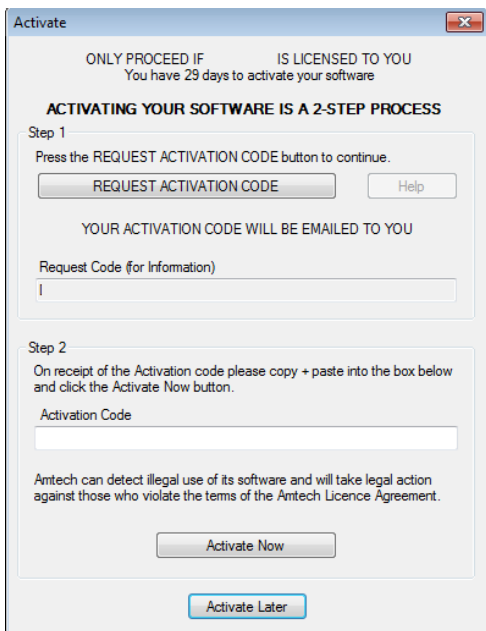 Activate
ONLY PROCEED IF IS LICENSED TO YOU
You have 29 days to activate your software
ACTIVATING YOUR SOFTWARE IS A 2-STEP PROCESS
Step 1
Press the REQUEST ACTIVATION CODE button to continue.
REQUEST ACTIVATION CODE Help
YOUR ACTIVATION CODE WILL BE EMAILED TO YOU
Request Code (for Information)
Step 2
On receipt of the Activation code please copy + paste into the box below
and click the Activate Now button.
Activation Code
Amtech can detect illegal use of its software and will take legal action
against those who violate the terms of the Amtech Licence Agreement.
Activate Now
Activate Later